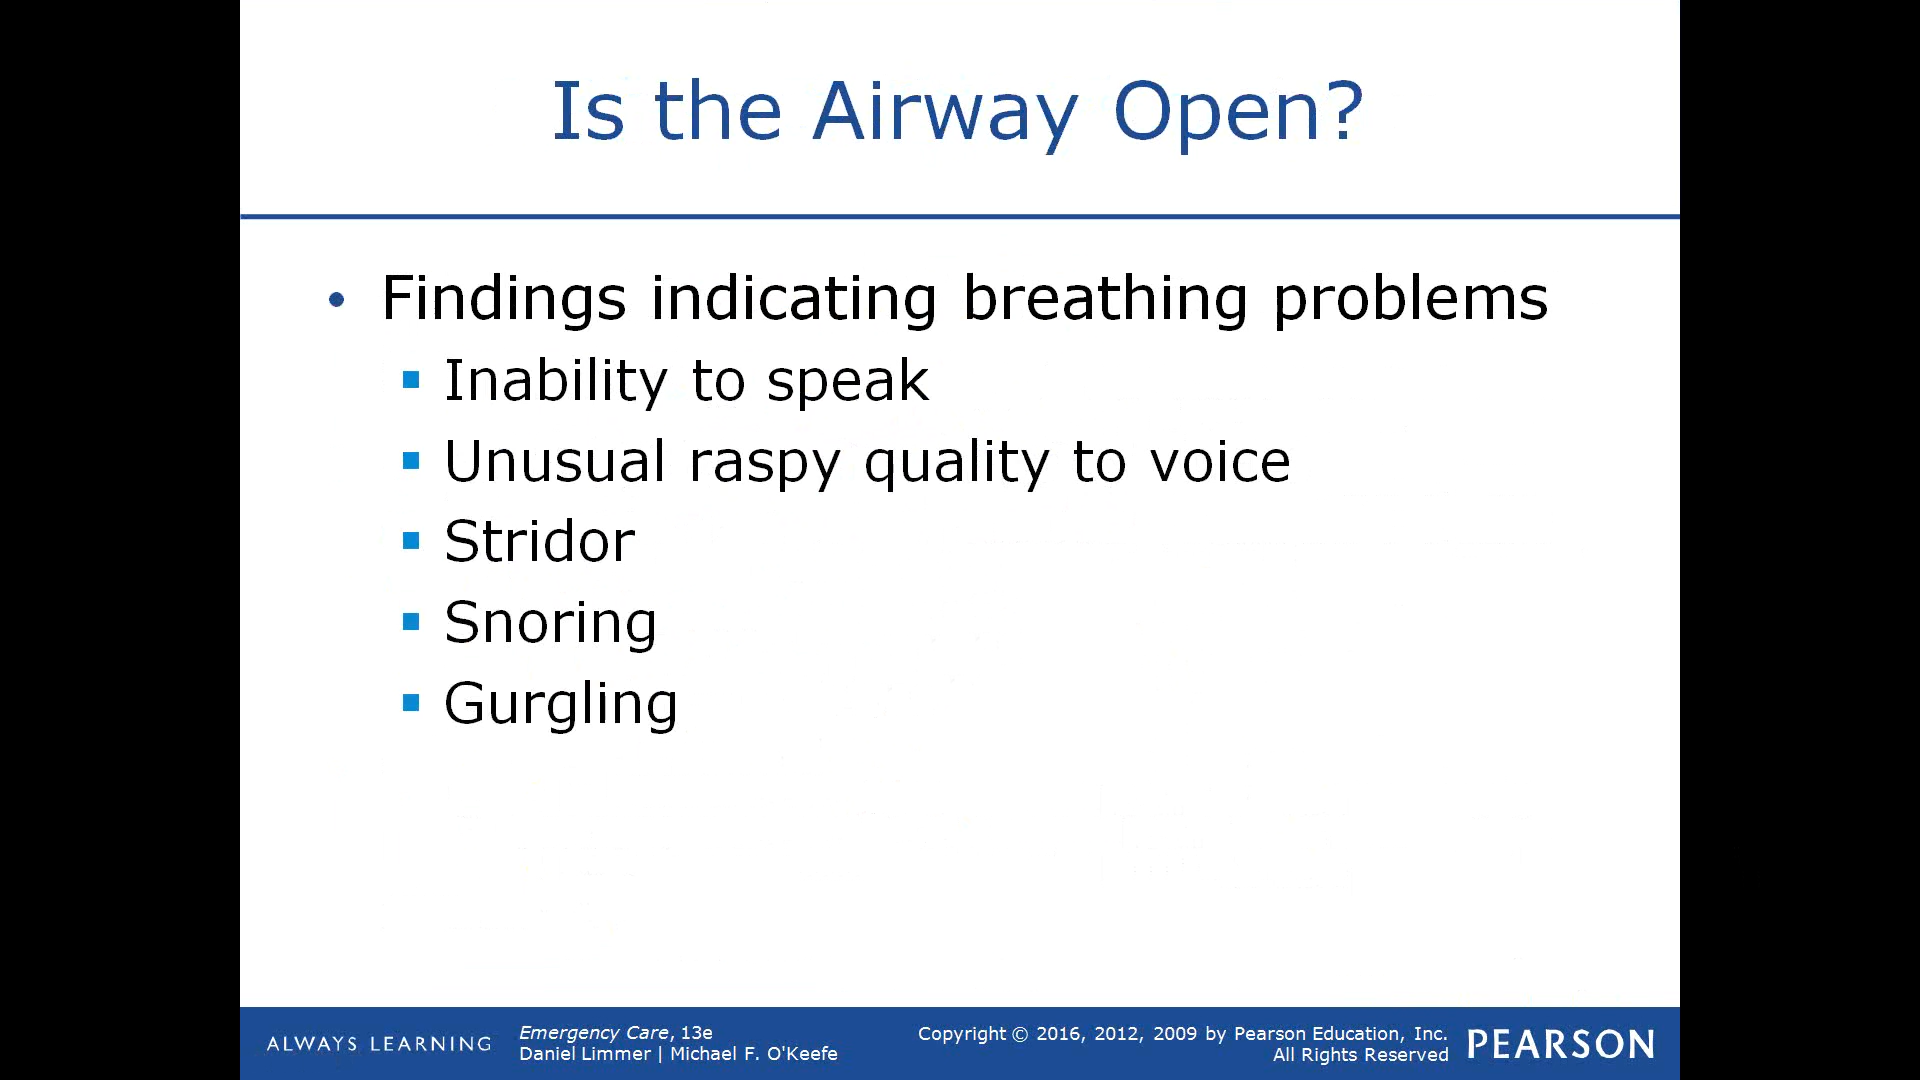 Is the Airway Open?
• Findings indicating breathing problems
▪ Inability to speak
▪ Unusual raspy quality to voice
▪ Stridor
▪ Snoring
▪ Gurgling
ALWAYS LEARNING
Emergency Care, 13e
Daniel Limmer | Michael F. O'Keefe
Copyright © 2016, 2012, 2009 by Pearson Education, Inc.
All Rights Reserved
PEARSON